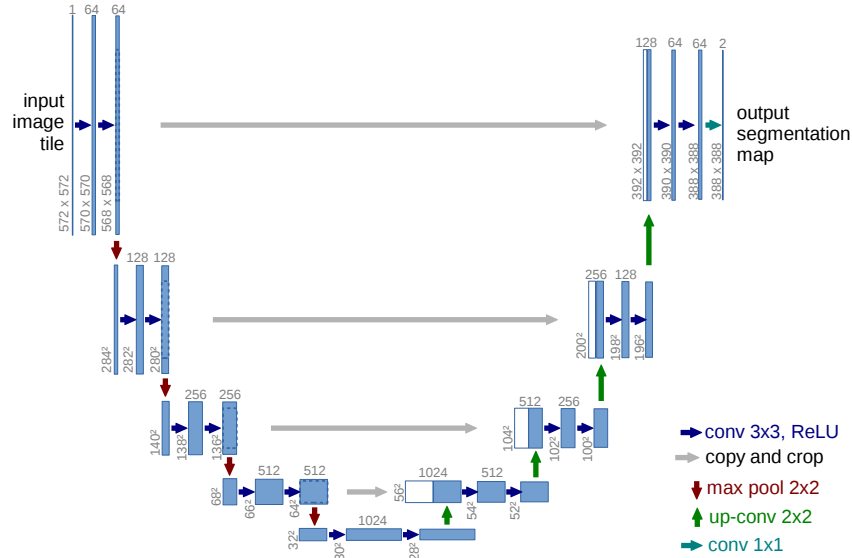 1 64 64
128 64 64 2
input
image
tile
output
segmentation
map
572 x 572
570 x 570
568 x 568
392 x 392
390 x 390
388 x 388
388 x 388
128 128
256 128
284²
282²
280²
200²
198²
196²
256 256
512 256
140²
138²
136²
104²
102²
100²
512 512
1024 512
68²
66²
64²
56²
54²
52²
1024
32²
30²
28²
conv 3x3, ReLU
copy and crop
max pool 2x2
up-conv 2x2
conv 1x1